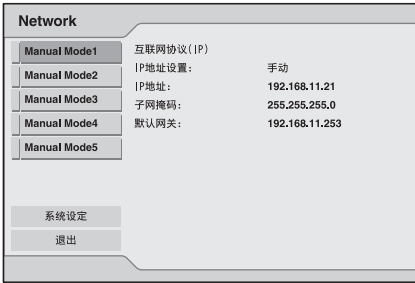 Network
Manual Mode1
Manual Mode2
Manual Mode3
Manual Mode4
Manual Mode5
系统设定
退出
互联网协议(IP)
IP地址设置: 手动
IP地址: 192.168.11.21
子网掩码: 255.255.255.0
默认网关: 192.168.11.253